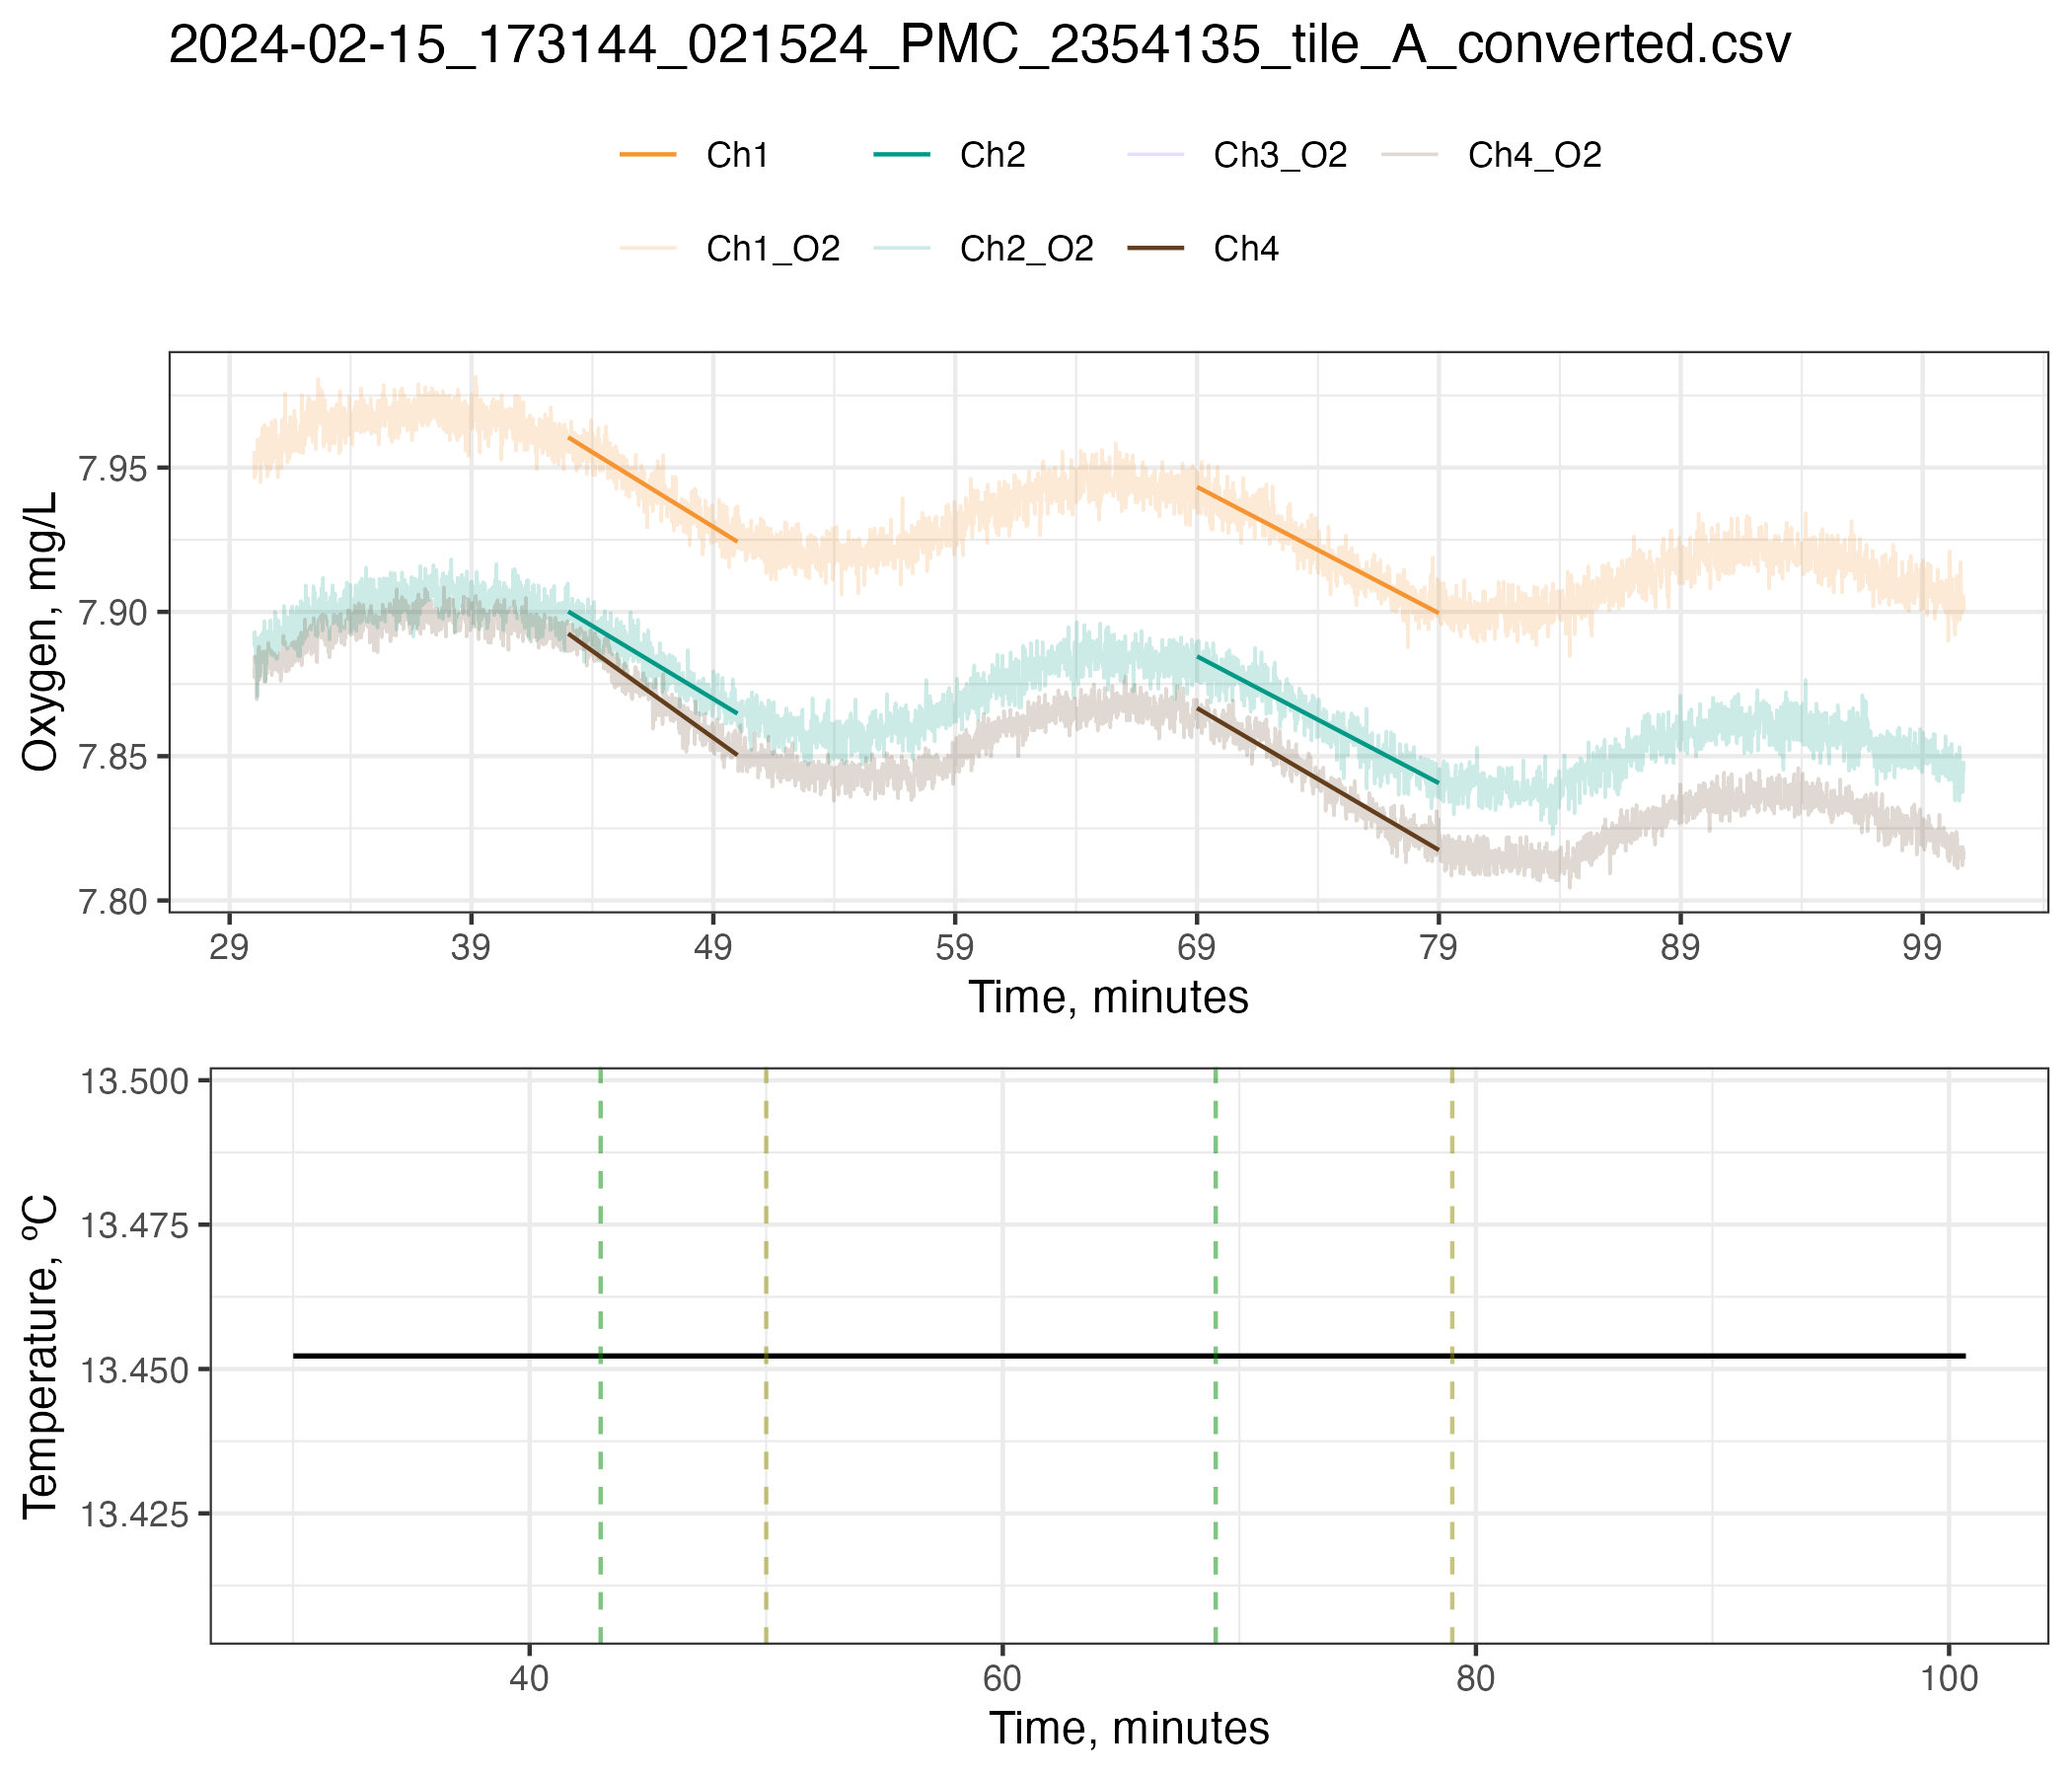 2024-02-15_173144_021524_PMC_2354135_tile_A_converted.csv
Ch1 Ch2 Ch3_O2 Ch4_O2
Ch1_O2 Ch2_O2 Ch4
Oxygen, mg/L
7.95
7.90
7.85
7.80
29 39 49 59 69 79 89 99
Time, minutes
Temperature, ºC
13.500
13.475
13.450
13.425
40 60 80 100
Time, minutes